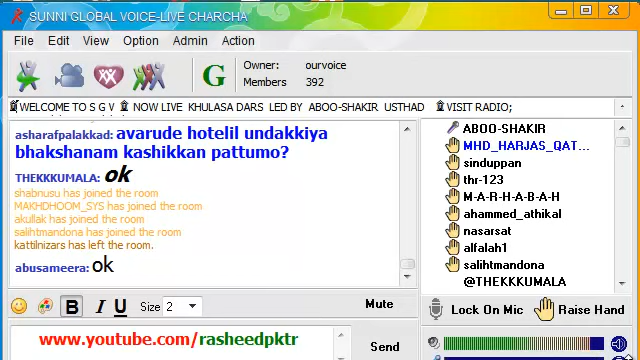 SUNNI GLOBAL VOICE-LIVE CHARCHA
File Edit View Option Admin Action
Owner: ourvoice
Members 392
G
WELCOME TO S G V NOW LIVE KHULASA DARS LED BY ABOO-SHAKIR USTHAD VISIT RADIO;
asharafpalakkad: avarude hotelil undakkiya
bhakshanam kashikkan pattumo?
THEKKKUMALA: ok
shabnusu has joined the room
MAKHDHOOM_SYS has joined the room
akullak has joined the room
salihtmandona has joined the room
kattilnizars has left the room.
abusameera: ok
ABOO-SHAKIR
MHD_HARJAS_QAT...
sinduppan
thr-123
M-A-R-H-A-B-A-H
ahammed_athikal
nasarsat
alfalah1
salihtmandona
@THEKKKUMALA
B I U Size 2 Mute
Lock On Mic Raise Hand
www.youtube.com/rasheedpktr
Send